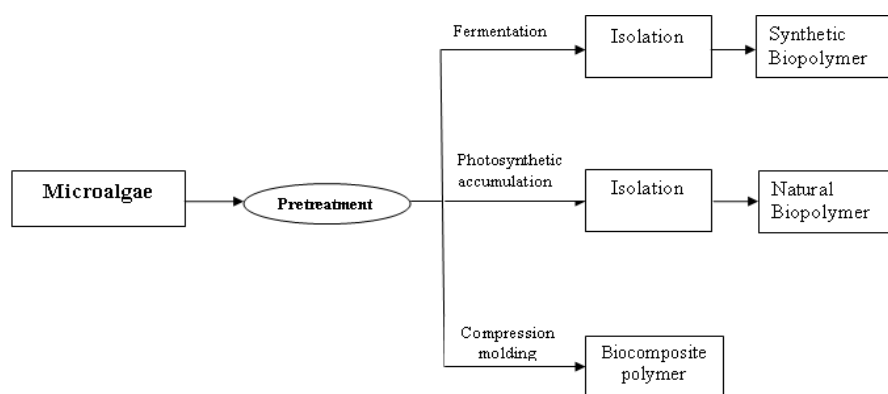 Fermentation
Isolation
Synthetic
Biopolymer
Microalgae
Pretreatment
Photosynthetic
accumulation
Isolation
Natural
Biopolymer
Compression
molding
Biocomposite
polymer